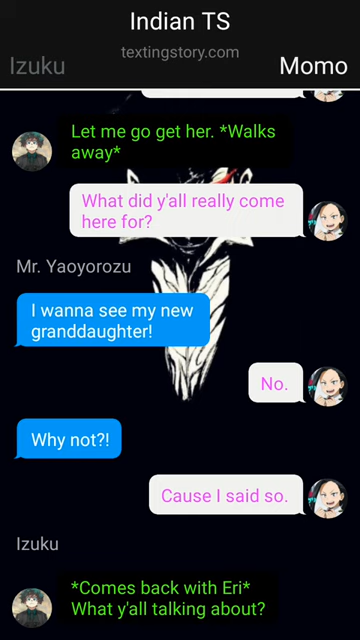 Indian TS
textingstory.com
Izuku
Momo
Let me go get her. *Walks
away*
What did y'all really come
here for?
Mr. Yaoyorozu
I wanna see my new
granddaughter!
No.
Why not?!
Cause I said so.
Izuku
*Comes back with Eri*
What y'all talking about?